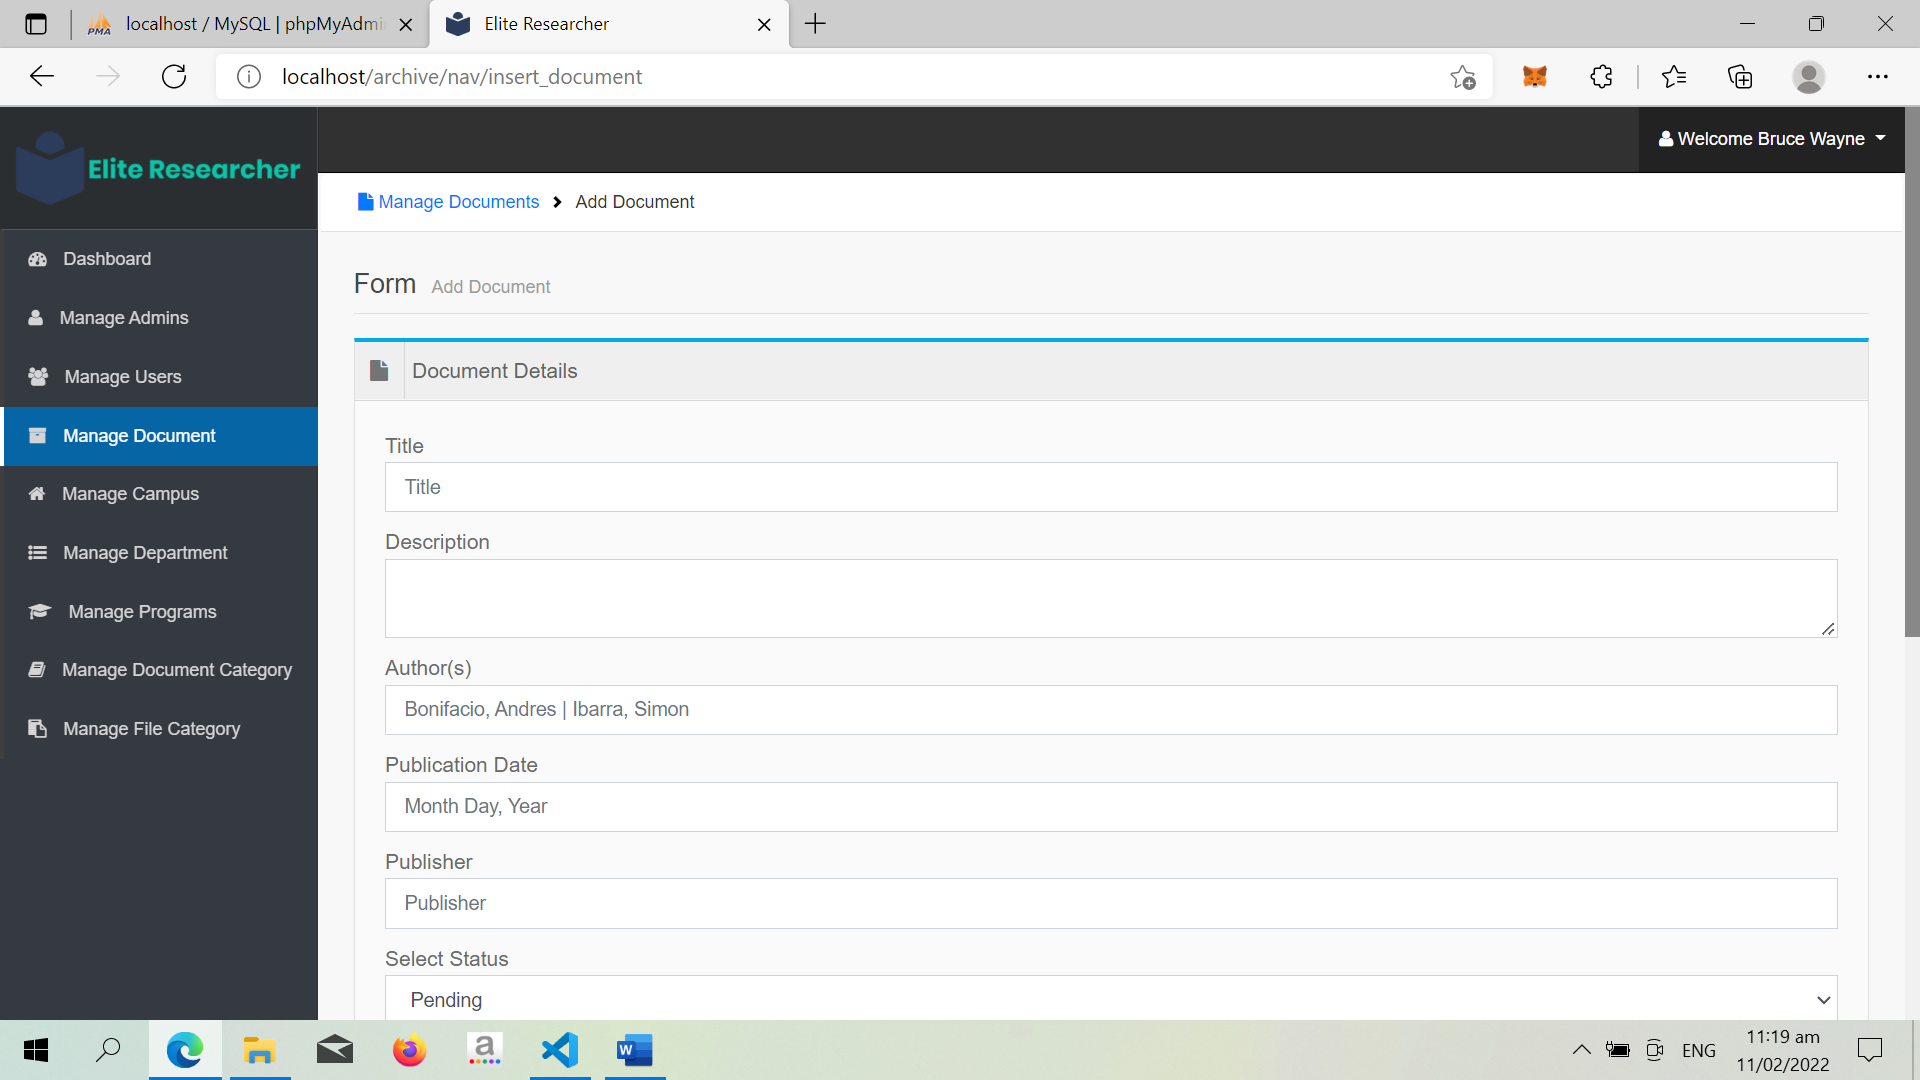 localhost / MySQL | phpMyAdmi
Elite Researcher
localhost/archive/nav/insert_document
Elite Researcher
Welcome Bruce Wayne
Manage Documents
Add Document
Dashboard
Manage Admins
Manage Users
Manage Document
Manage Campus
Manage Department
Manage Programs
Manage Document Category
Manage File Category
Form Add Document
Document Details
Title
Title
Description
Author(s)
Bonifacio, Andres | Ibarra, Simon
Publication Date
Month Day, Year
Publisher
Publisher
Select Status
Pending
ENG
11:19 am
11/02/2022